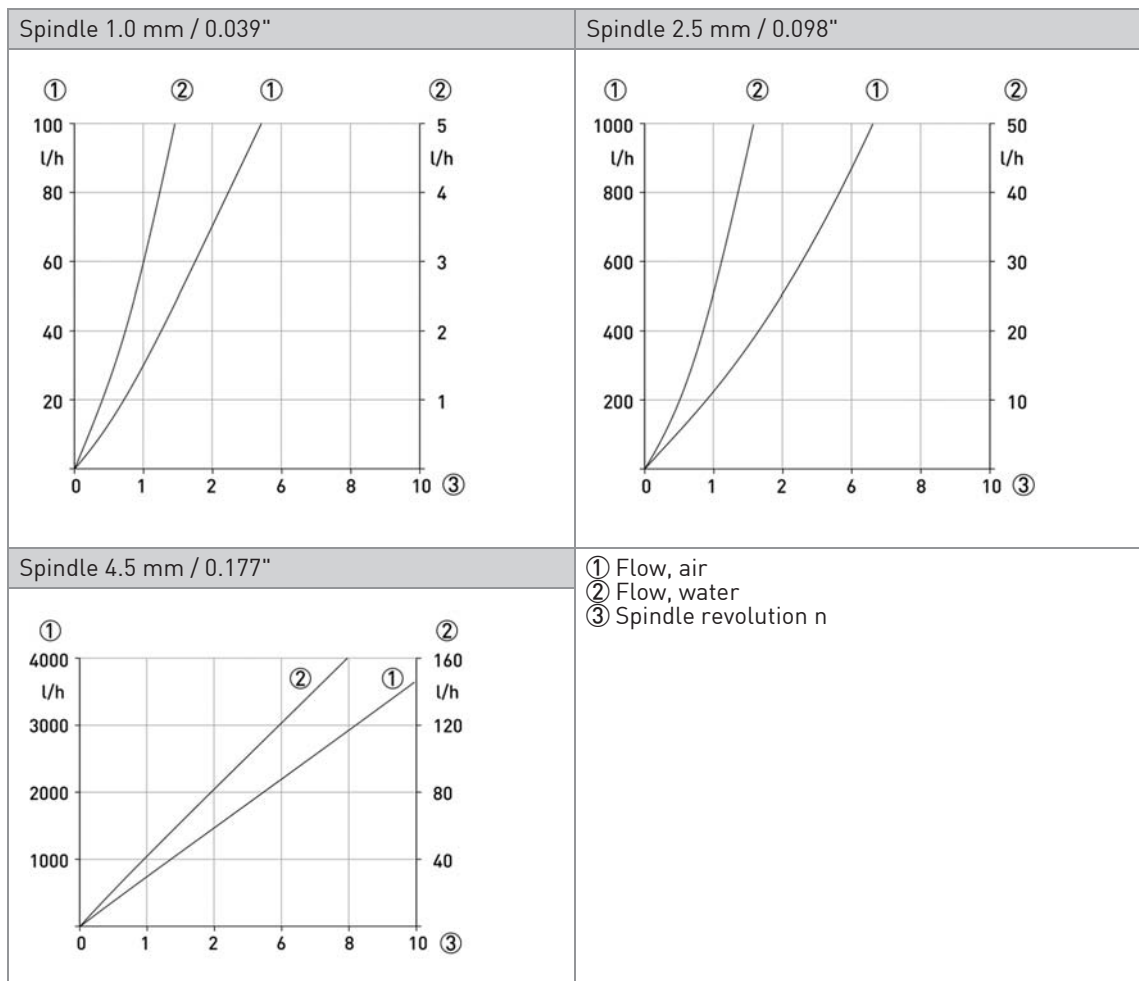 Spindle 1.0 mm / 0.039"
① ② ① ②
100 5
l/h l/h
80 4
60 3
40 2
20 1
0 1 2 6 8 10 ③
Spindle 2.5 mm / 0.098"
① ② ① ②
1000 50
l/h l/h
800 40
600 30
400 20
200 10
0 1 2 6 8 10 ③
Spindle 4.5 mm / 0.177"
① ②
4000 160
l/h ② ① l/h
3000 120
2000 80
1000 40
0 1 2 6 8 10 ③
① Flow, air
② Flow, water
③ Spindle revolution n